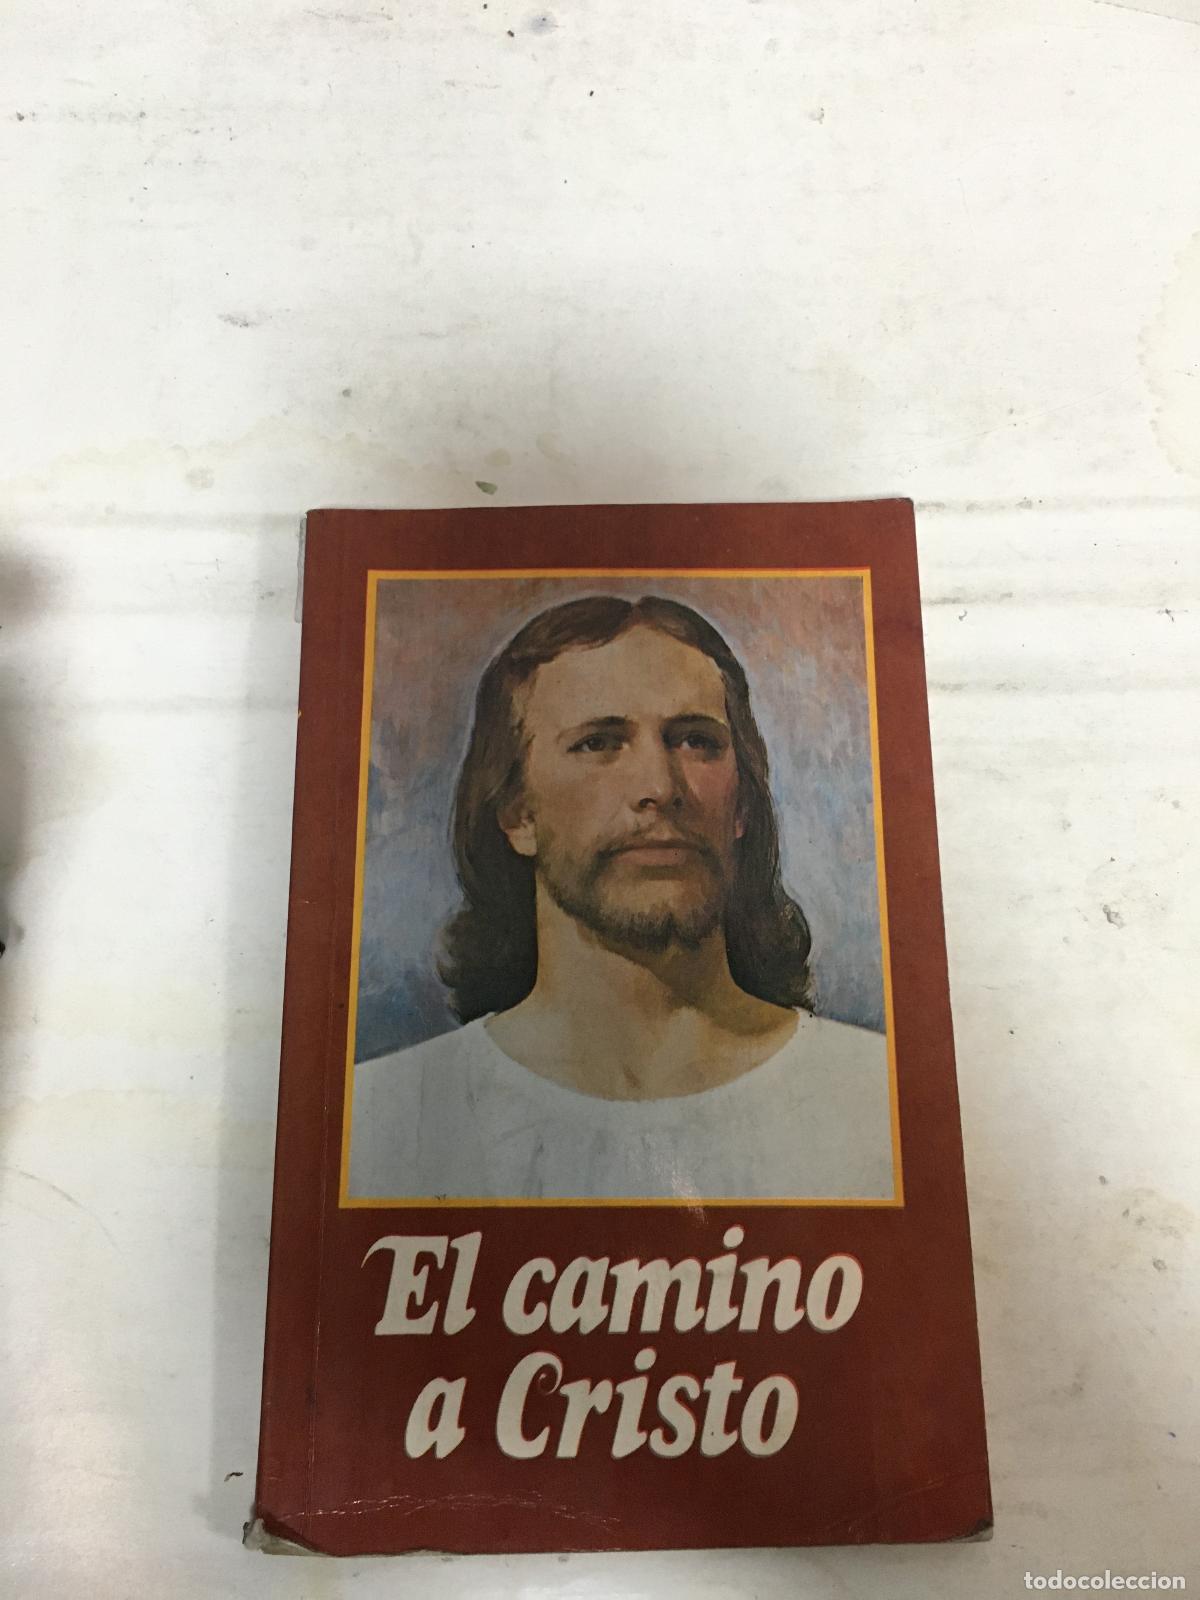 El camino
a Cristo
todocoleccion